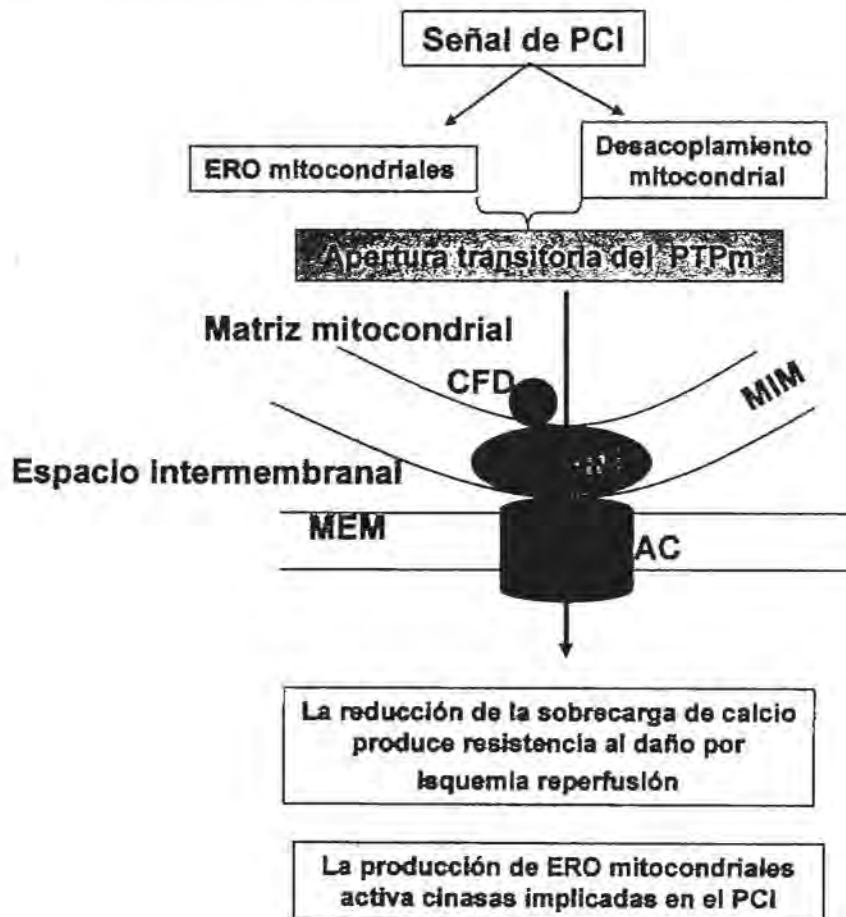 Señal de PCI
ERO mitocondriales
Desacoplamiento
mitocondrial
Apertura transitoria del PTPm
Matriz mitocondrial
CFD
MIM
Espacio intermembranal
MEM
AC
La reducción de la sobrecarga de calcio
produce resistencia al daño por
isquemia reperfusión
La producción de ERO mitocondriales
activa cinasas implicadas en el PCI